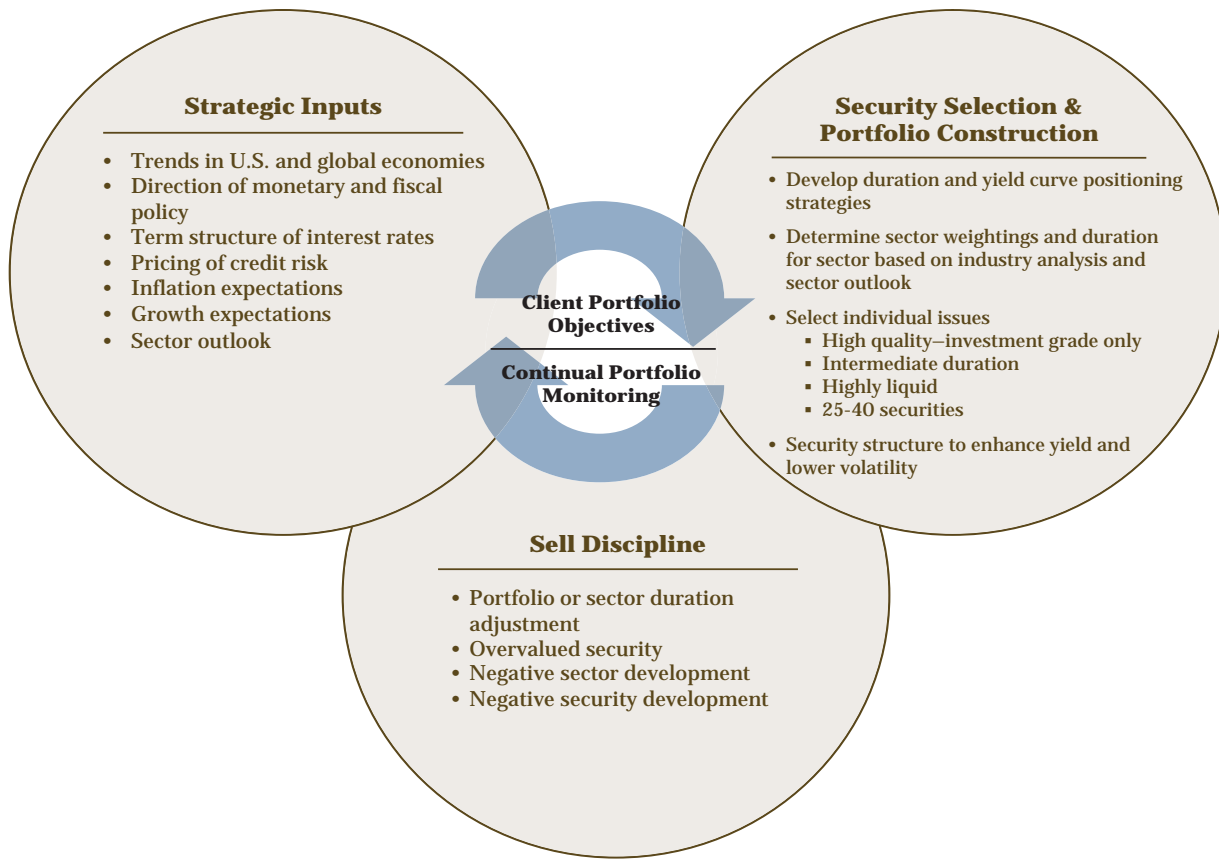 Strategic Inputs
• Trends in U.S. and global economies
• Direction of monetary and fiscal
policy
• Term structure of interest rates
• Pricing of credit risk
• Inflation expectations
• Growth expectations
• Sector outlook
Security Selection &
Portfolio Construction
• Develop duration and yield curve positioning
strategies
• Determine sector weightings and duration
for sector based on industry analysis and
sector outlook
• Select individual issues
▪ High quality–investment grade only
▪ Intermediate duration
▪ Highly liquid
▪ 25-40 securities
• Security structure to enhance yield and
lower volatility
Client Portfolio
Objectives
Continual Portfolio
Monitoring
Sell Discipline
• Portfolio or sector duration
adjustment
• Overvalued security
• Negative sector development
• Negative security development